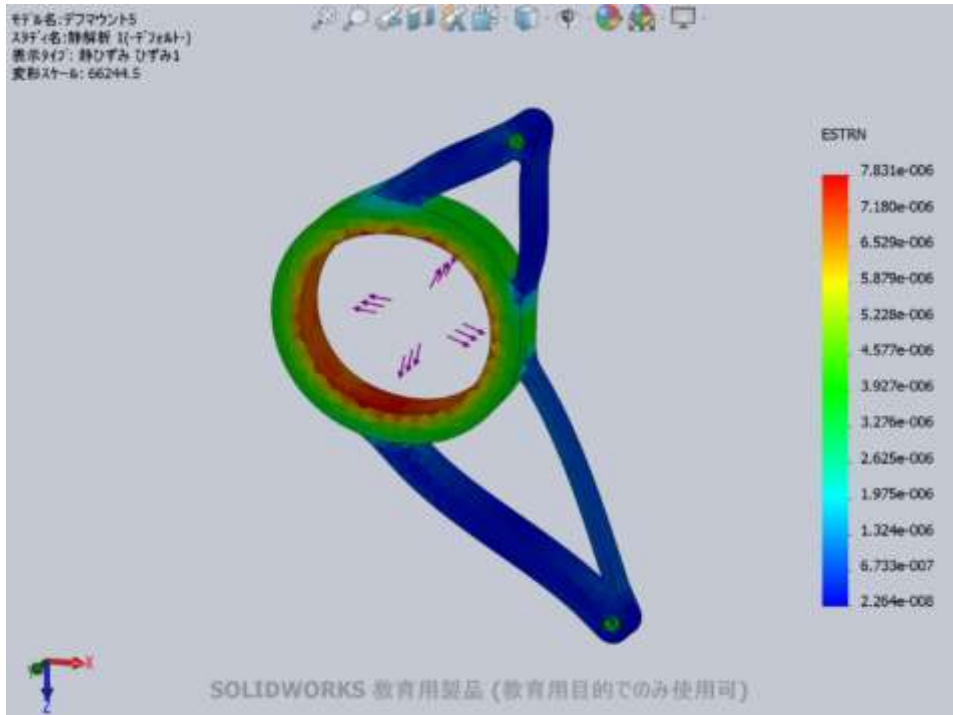 モデル名:デフマウント5
スタディ名:静解析 1(-デフォルト-)
表示タイプ: 静ひずみ ひずみ1
変形スケール: 66244.5
ESTRN
7.831e-006
7.180e-006
6.529e-006
5.879e-006
5.228e-006
4.577e-006
3.927e-006
3.276e-006
2.625e-006
1.975e-006
1.324e-006
6.733e-007
2.264e-008
X
Y
Z
SOLIDWORKS 教育用製品 (教育用目的でのみ使用可)